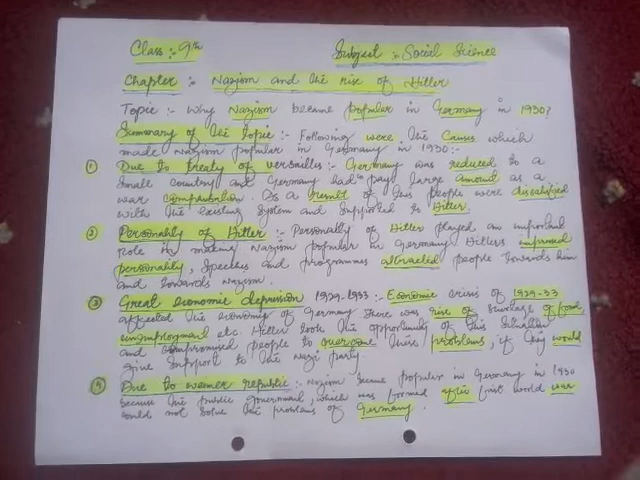 Class :- 9th Subject :- Social Science
Chapter :- Nazism and the rise of Hitler
Topic :- Why Nazism became popular in Germany in 1930?
Summary of the Topic :- Following were the causes which
made Nazism popular in Germany in 1930:-
① Due to treaty of versailles :- Germany was reduced to a
small country and Germany had to pay large amount as a
war compansation. As a result of this people were dissatisfied
with the existing system and supported to Hitler.
② Personality of Hitler :- Personality of Hitler played an important
role in making Nazism popular in Germany Hitlers
personality, speeches and programmes attracted people towards him
and towards nazism.
③ Great economic depression 1929-1933 :- Economic crisis of 1929-33
affected the economy of Germany there was rise of shortage of food,
unemployment etc. Hitler took the opportunity of this situation
and people to overcome these problems, if they would
give support to the Nazi party.
④ Due to weimer republic :- Nazism became popular in Germany in 1930
because the public government, which was formed after first world war
could not solve the problems of Germany.